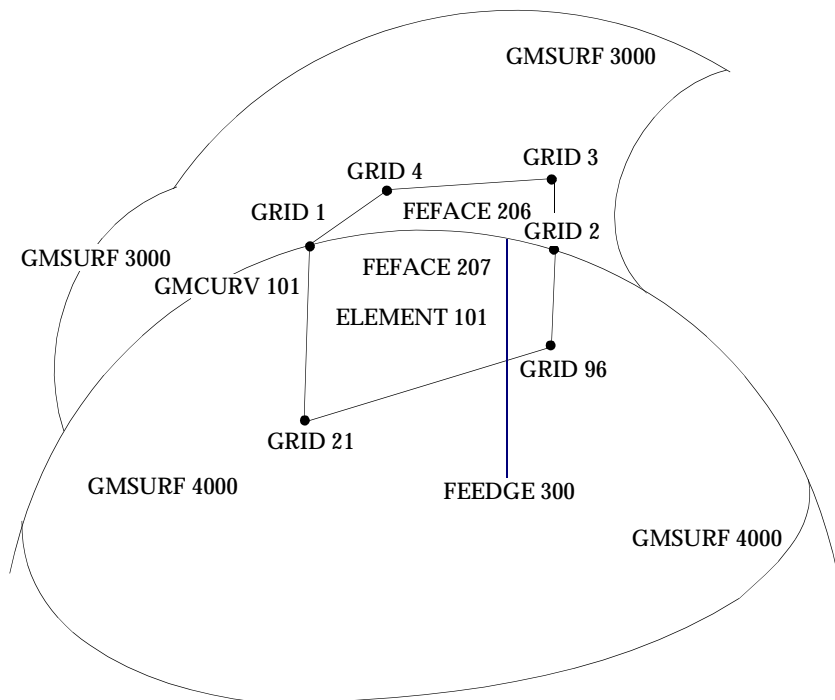 GMSURF 3000
GRID 3
GRID 4
GRID 1
FEFACE 206
GRID 2
GMSURF 3000
FEFACE 207
GMCURV 101
ELEMENT 101
GRID 96
GRID 21
GMSURF 4000
FEEDGE 300
GMSURF 4000